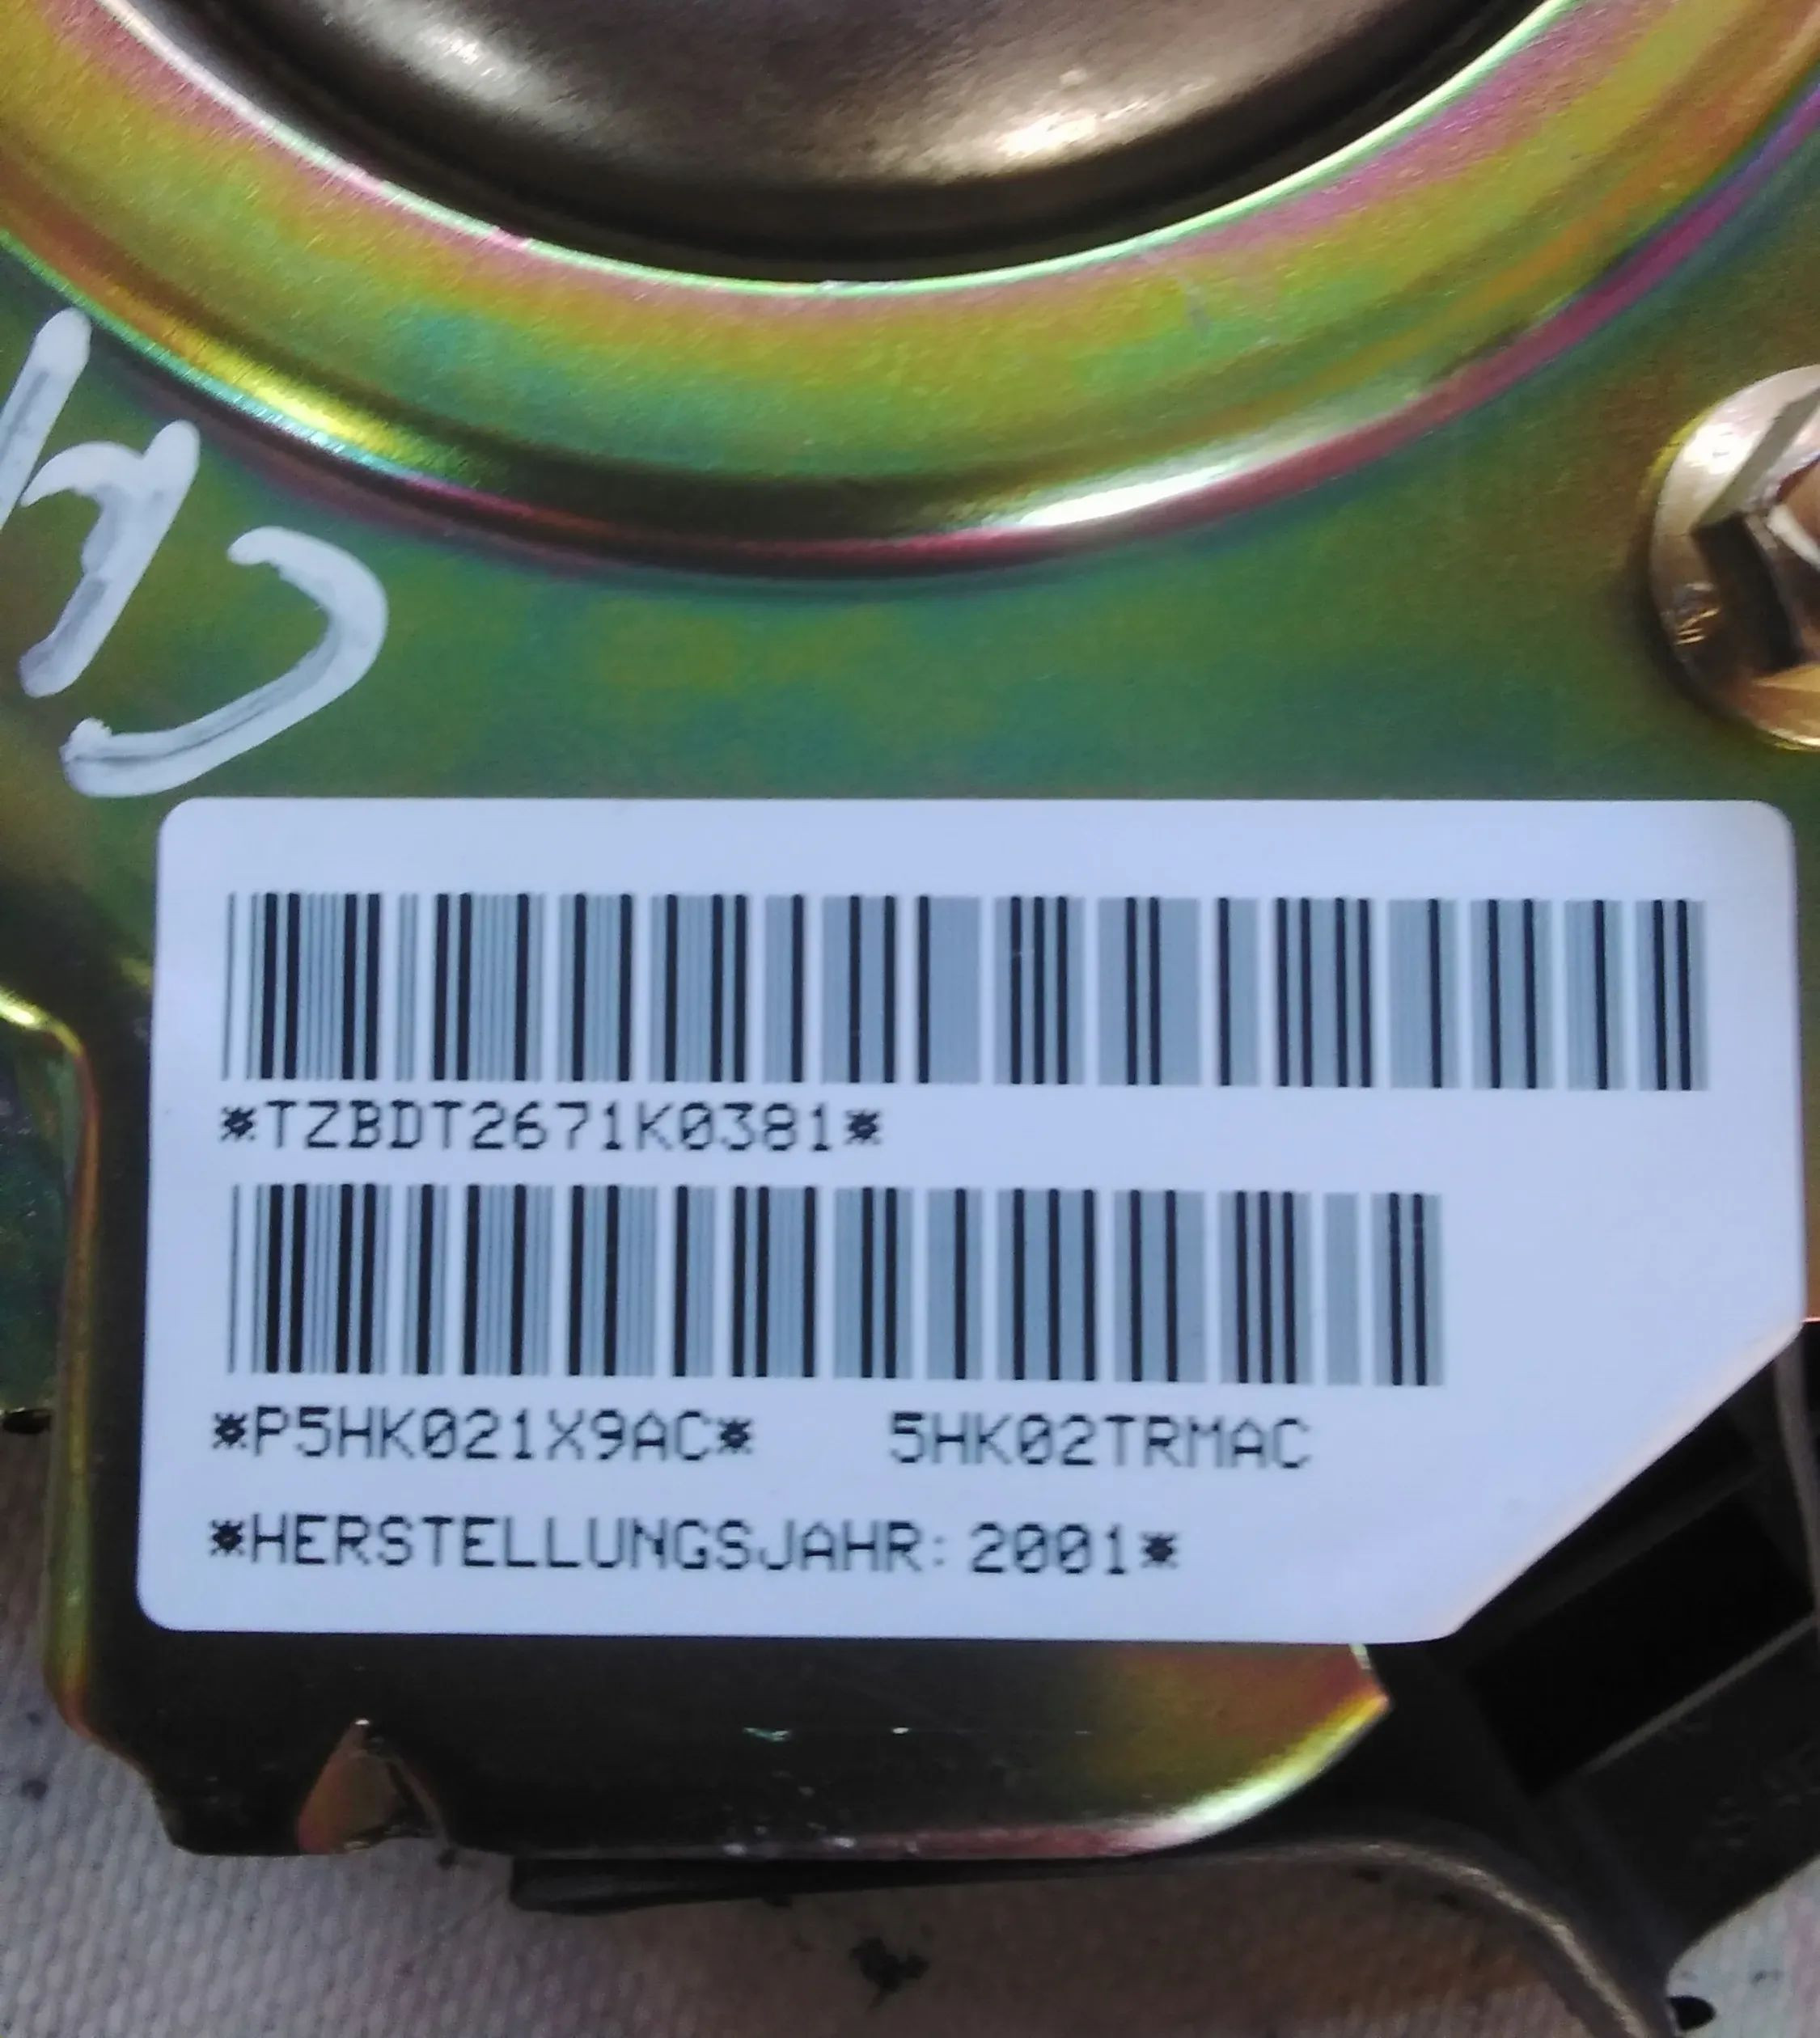 *TZBDT2671K0381*
*P5HK021X9AC* 5HK02TRMAC
*HERSTELLUNGSJAHR: 2001*